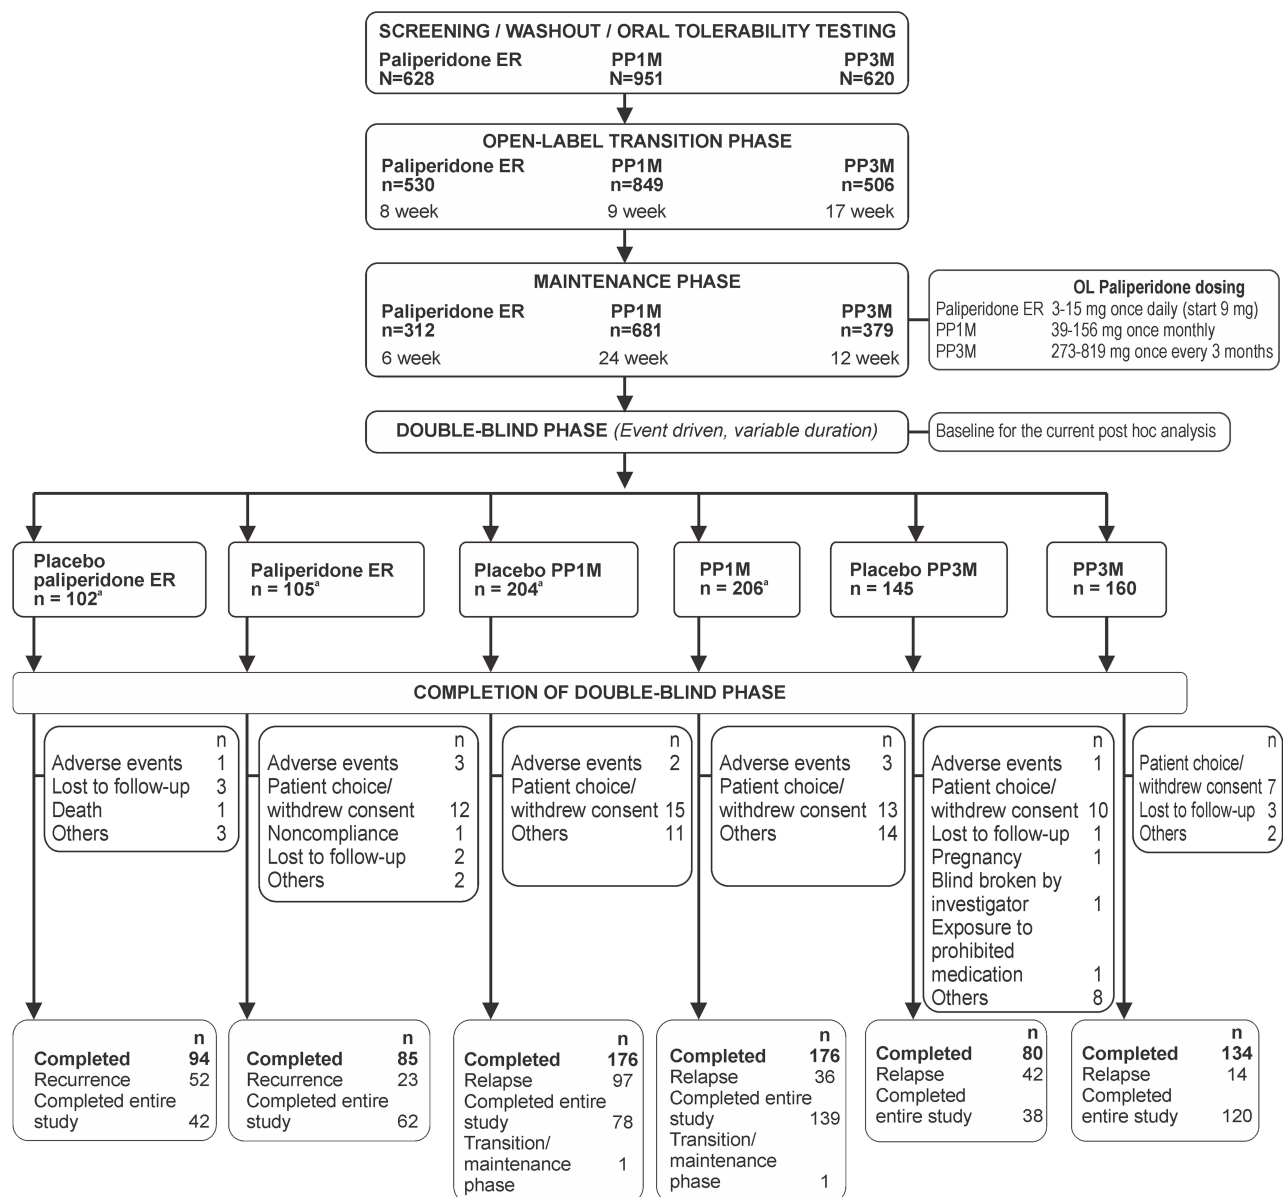 SCREENING / WASHOUT / ORAL TOLERABILITY TESTING
Paliperidone ER PP1M PP3M
N=628 N=951 N=620
OPEN-LABEL TRANSITION PHASE
Paliperidone ER PP1M PP3M
n=530 n=849 n=506
8 week 9 week 17 week
MAINTENANCE PHASE
Paliperidone ER PP1M PP3M
n=312 n=681 n=379
6 week 24 week 12 week
OL Paliperidone dosing
Paliperidone ER 3-15 mg once daily (start 9 mg)
PP1M 39-156 mg once monthly
PP3M 273-819 mg once every 3 months
DOUBLE-BLIND PHASE (Event driven, variable duration)
Baseline for the current post hoc analysis
Placebo
paliperidone ER
n = 102a
Paliperidone ER
n = 105a
Placebo PP1M
n = 204a
PP1M
n = 206a
Placebo PP3M
n = 145
PP3M
n = 160
COMPLETION OF DOUBLE-BLIND PHASE
n
Adverse events 1
Lost to follow-up 3
Death 1
Others 3
n
Adverse events 3
Patient choice/
withdrew consent 12
Noncompliance 1
Lost to follow-up 2
Others 2
n
Adverse events 2
Patient choice/
withdrew consent 15
Others 11
n
Adverse events 3
Patient choice/
withdrew consent 13
Others 14
n
Adverse events 1
Patient choice/
withdrew consent 10
Lost to follow-up 1
Pregnancy 1
Blind broken by
investigator 1
Exposure to
prohibited
medication 1
Others 8
n
Patient choice/
withdrew consent 7
Lost to follow-up 3
Others 2
n
Completed 94
Recurrence 52
Completed entire
study 42
n
Completed 85
Recurrence 23
Completed entire
study 62
n
Completed 176
Relapse 97
Completed entire
study 78
Transition/
maintenance 1
phase
n
Completed 176
Relapse 36
Completed entire
study 139
Transition/
maintenance
phase 1
n
Completed 80
Relapse 42
Completed
entire study 38
n
Completed 134
Relapse 14
Completed
entire study 120